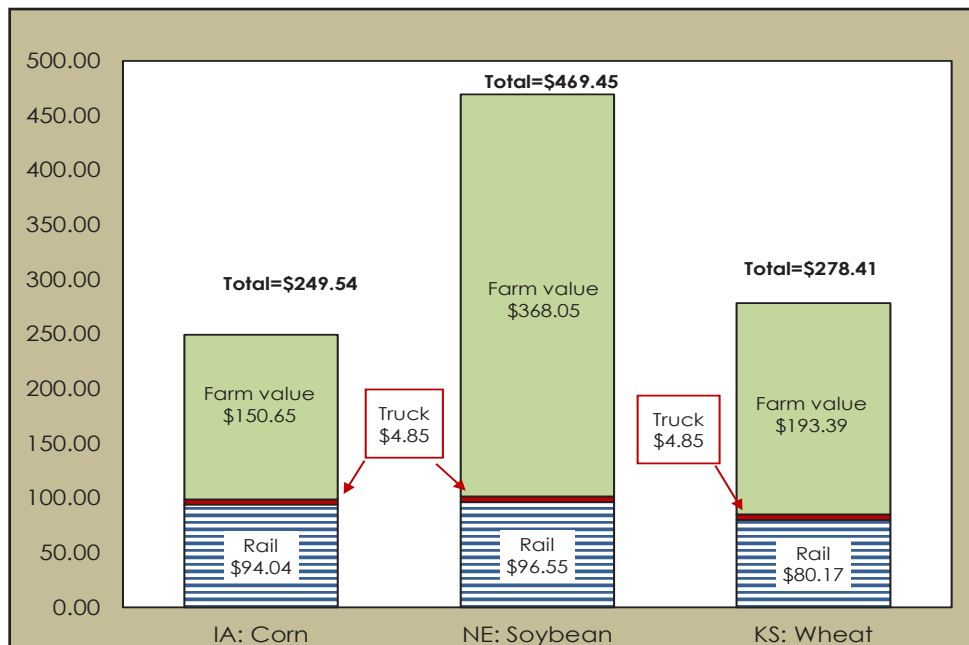 500.00
450.00
400.00
350.00
300.00
250.00
200.00
150.00
100.00
50.00
0.00
Total=$249.54
Farm value
$150.65
Rail
$94.04
Truck
$4.85
Total=$469.45
Farm value
$368.05
Rail
$96.55
Truck
$4.85
Total=$278.41
Farm value
$193.39
Rail
$80.17
IA: Corn
NE: Soybean
KS: Wheat